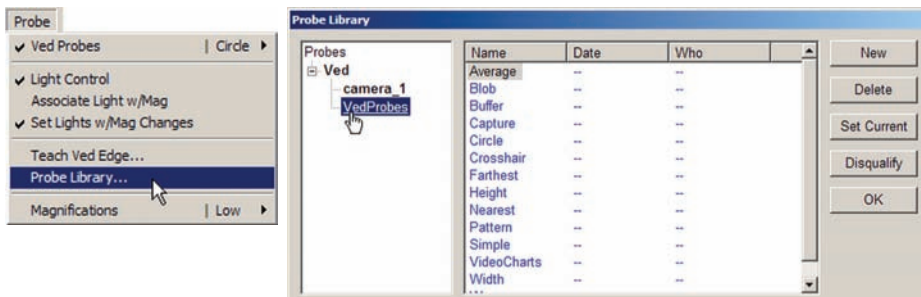 Probe
Ved Probes | Circle
Light Control
Associate Light w/Mag
Set Lights w/Mag Changes
Teach Ved Edge...
Probe Library...
Magnifications | Low
Probe Library
Probes
Ved
camera_1
VedProbes
Name Date Who
Average -- --
Blob -- --
Buffer -- --
Capture -- --
Circle -- --
Crosshair -- --
Farthest -- --
Height -- --
Nearest -- --
Pattern -- --
Simple -- --
VideoCharts -- --
Width -- --
New
Delete
Set Current
Disqualify
OK